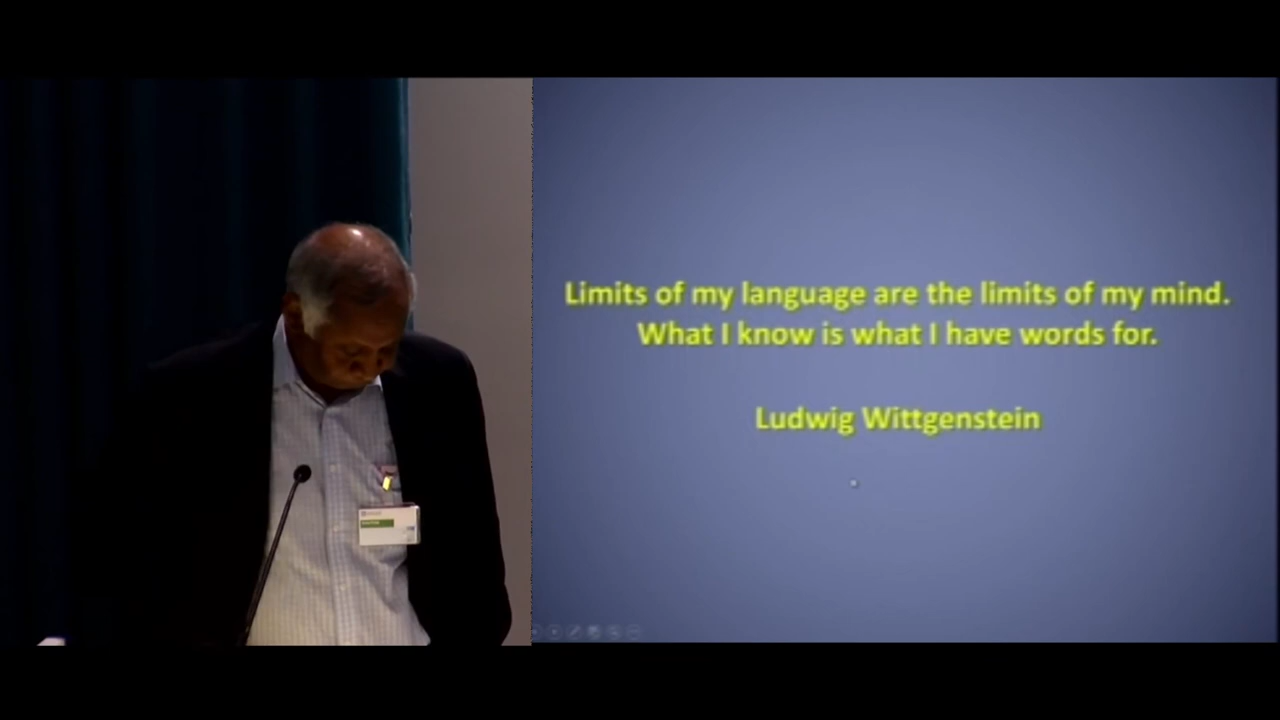 Limits of my language are the limits of my mind.
What I know is what I have words for.
Ludwig Wittgenstein